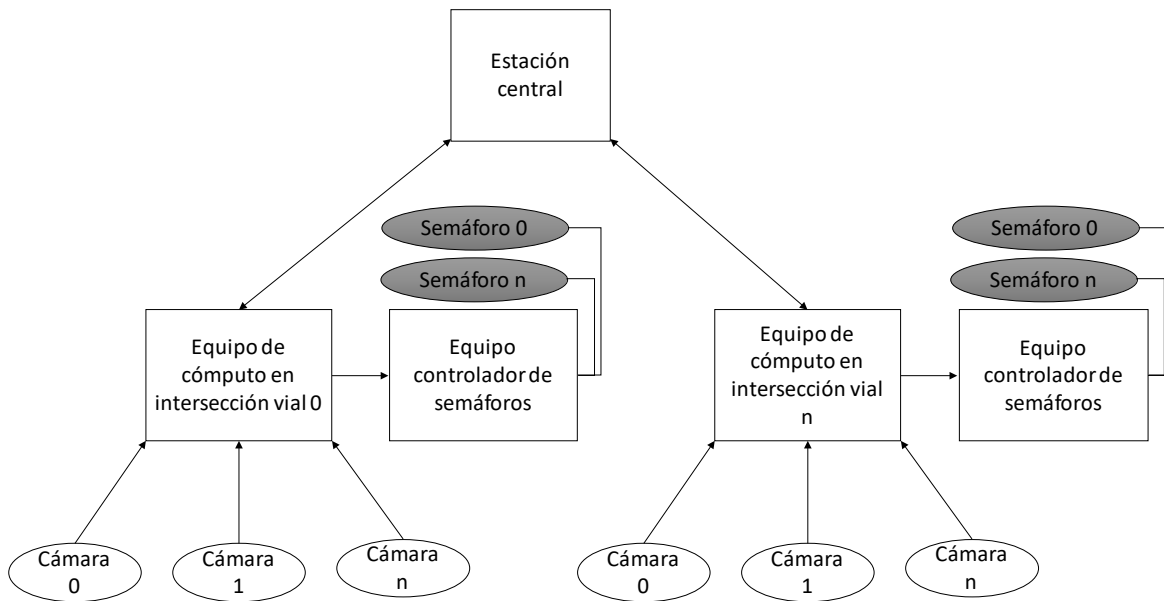 Estación
central
Semáforo 0
Semáforo n
Semáforo 0
Semáforo n
Equipo de
cómputo en
intersección vial 0
Equipo
controlador de
semáforos
Equipo de
cómputo en
intersección vial
n
Equipo
controlador de
semáforos
Cámara
0
Cámara
1
Cámara
n
Cámara
0
Cámara
1
Cámara
n